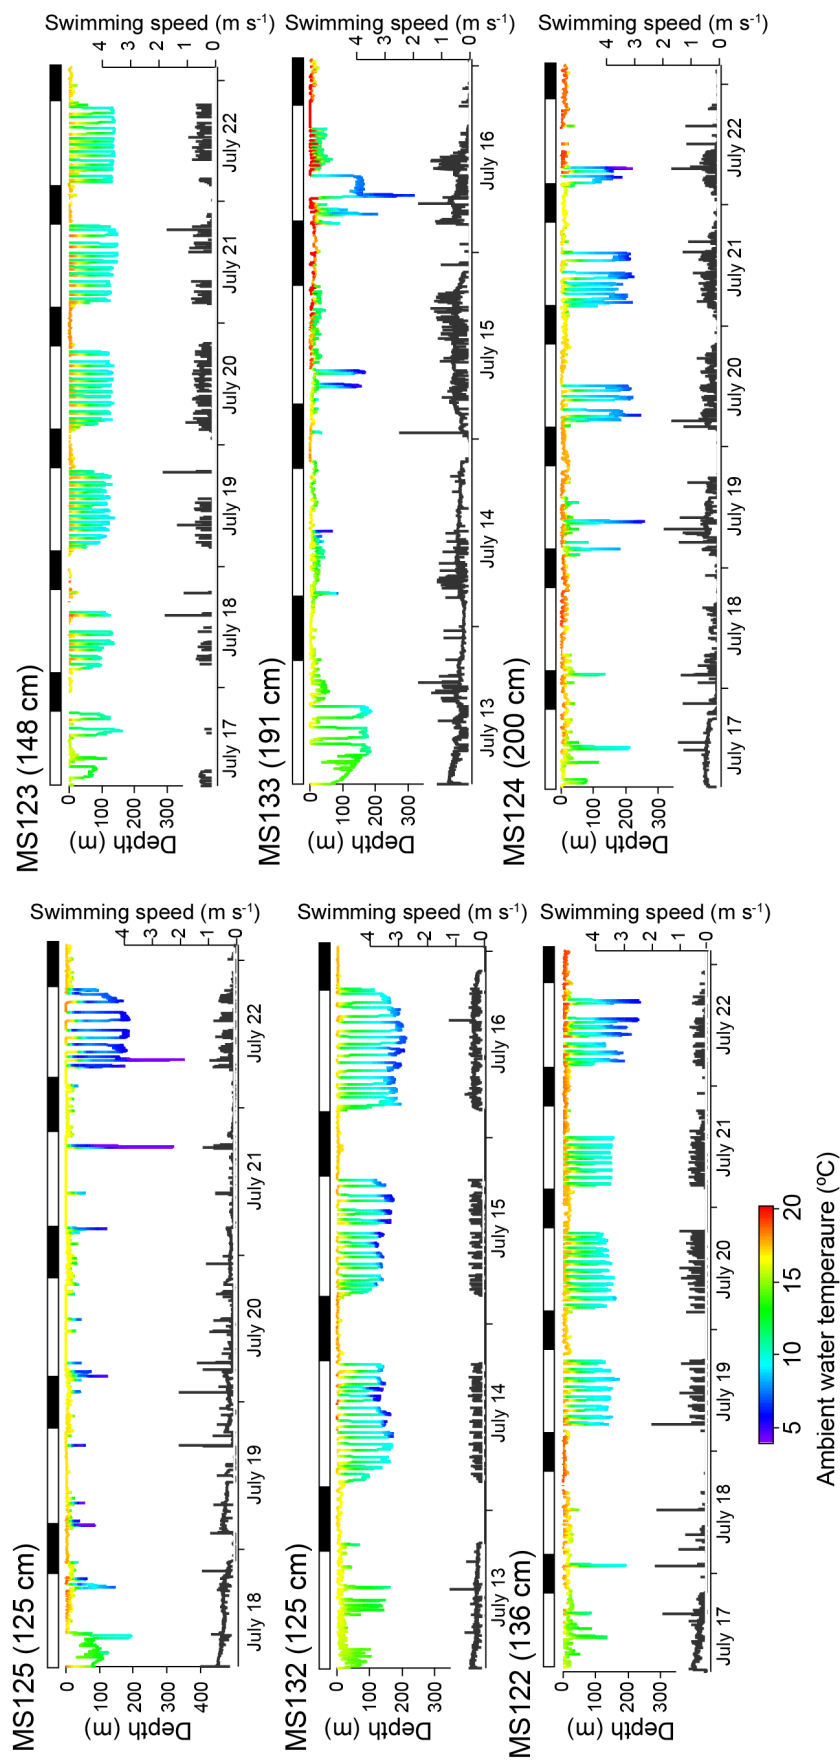 MS125 (125 cm)
Depth (m)
0
100
200
300
40
Swimming speed (m s-1)
4
3
2
1
0
July 18 July 19 July 20 July 21 July 22
MS132 (125 cm)
Depth (m)
0
100
200
300
Swimming speed (m s-1)
4
3
2
1
0
July 13 July 14 July 15 July 16
MS122 (136 cm)
Depth (m)
0
100
200
300
Swimming speed (m s-1)
4
3
2
1
0
July 17 July 18 July 19 July 20 July 21 July 22
MS123 (148 cm)
Depth (m)
0
100
200
300
Swimming speed (m s-1)
4
3
2
1
0
July 17 July 18 July 19 July 20 July 21 July 22
MS133 (191 cm)
Depth (m)
0
100
200
300
Swimming speed (m s-1)
4
3
2
1
0
July 13 July 14 July 15 July 16
MS124 (200 cm)
Depth (m)
0
100
200
300
Swimming speed (m s-1)
4
3
2
1
0
July 17 July 18 July 19 July 20 July 21 July 22
5 10 15 20
Ambient water temperaure (ºC)